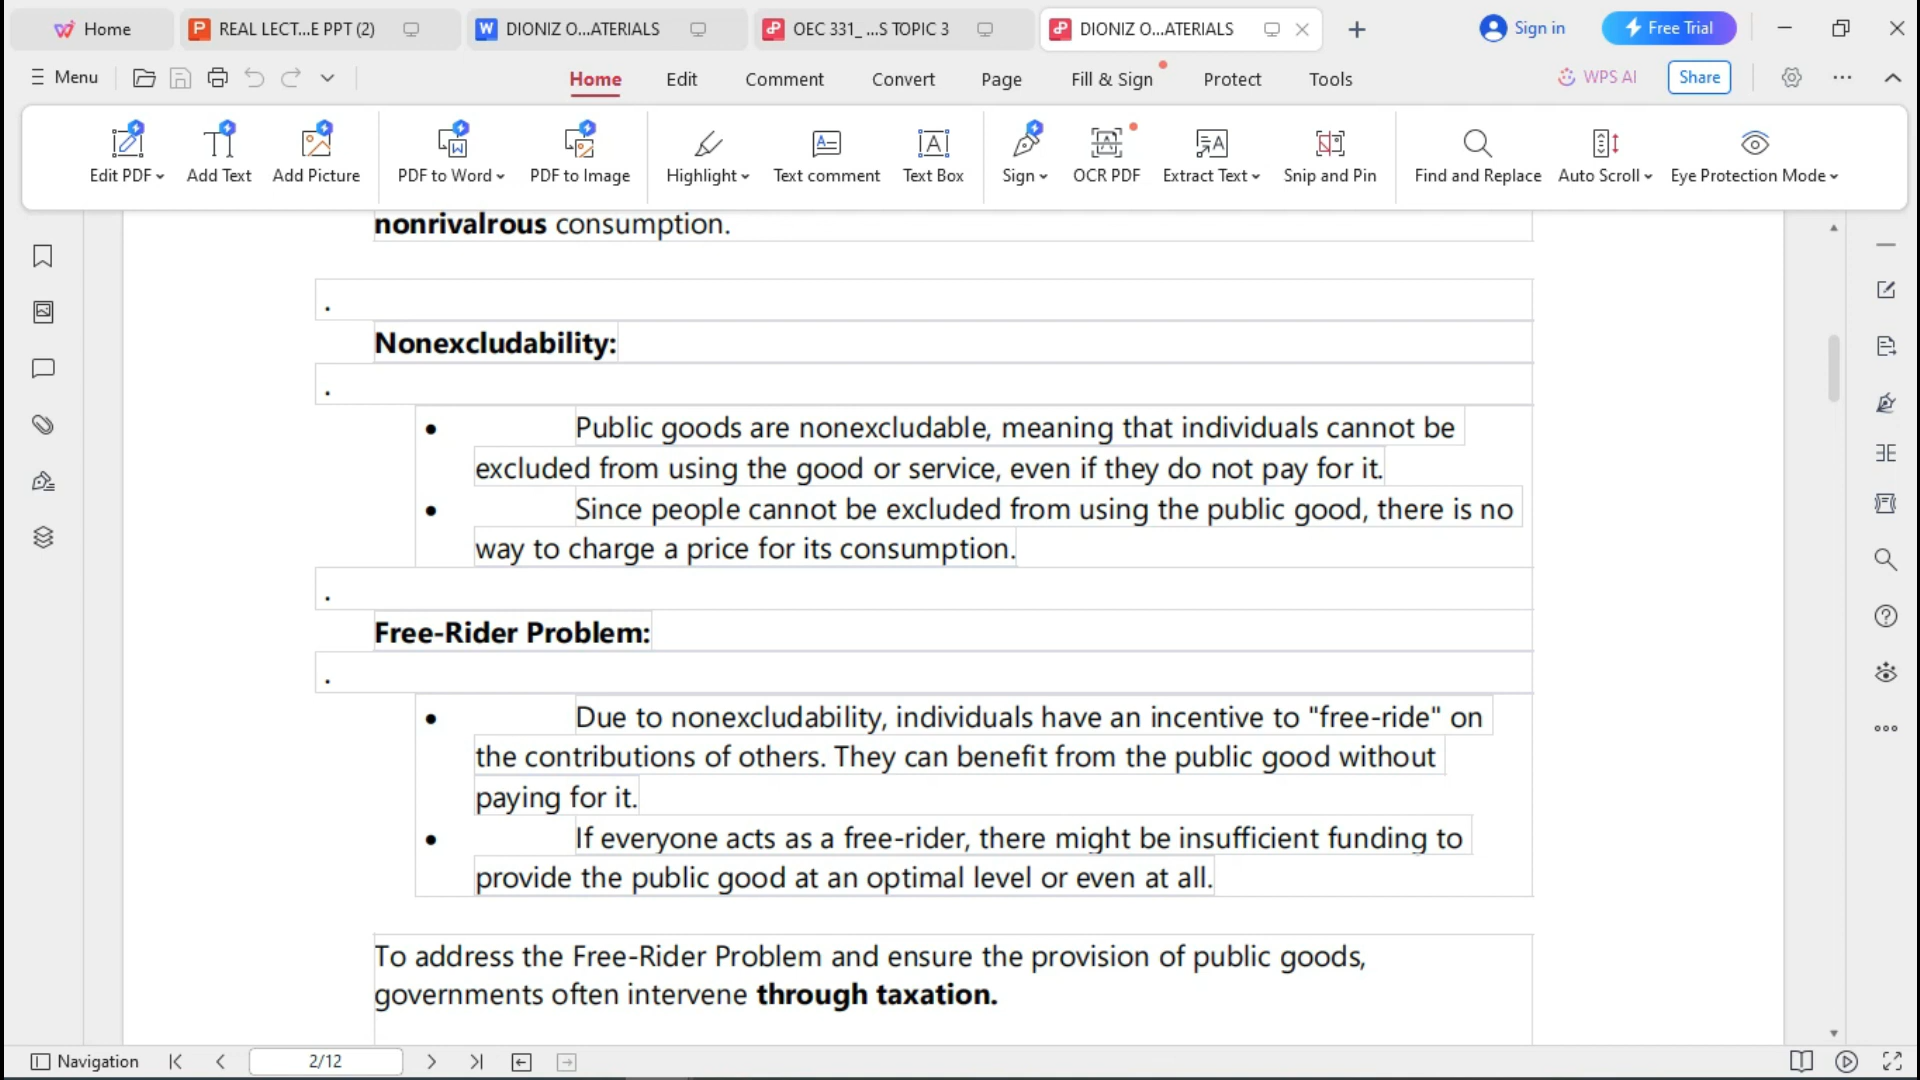 Home
REAL LECT...E PPT (2)
DIONIZ O...ATERIALS
OEC 331_ ...S TOPIC 3
DIONIZ O...ATERIALS
Sign in
Free Trial
Menu
Home
Edit
Comment
Convert
Page
Fill & Sign
Protect
Tools
WPS AI
Share
Edit PDF
Add Text
Add Picture
PDF to Word
PDF to Image
Highlight
Text comment
Text Box
Sign
OCR PDF
Extract Text
Snip and Pin
Find and Replace
Auto Scroll
Eye Protection Mode
nonrivalrous consumption.
.
Nonexcludability:
.
• Public goods are nonexcludable, meaning that individuals cannot be
excluded from using the good or service, even if they do not pay for it.
• Since people cannot be excluded from using the public good, there is no
way to charge a price for its consumption.
.
Free-Rider Problem:
.
• Due to nonexcludability, individuals have an incentive to "free-ride" on
the contributions of others. They can benefit from the public good without
paying for it.
• If everyone acts as a free-rider, there might be insufficient funding to
provide the public good at an optimal level or even at all.
To address the Free-Rider Problem and ensure the provision of public goods,
governments often intervene through taxation.
Navigation
2/12